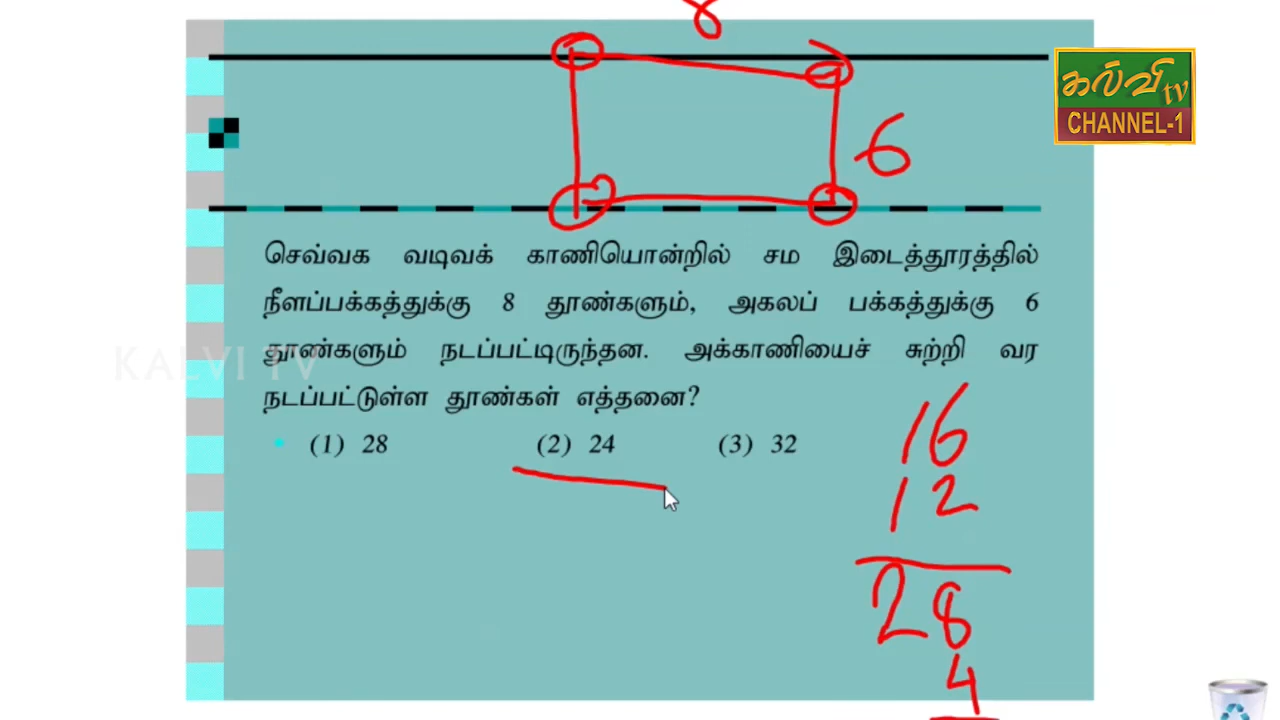 8
கல்வி tv
CHANNEL-1
6
செவ்வக வடிவக் காணியொன்றில் சம இடைத்தூரத்தில்
நீளப்பக்கத்துக்கு 8 தூண்களும், அகலப் பக்கத்துக்கு 6
தூண்களும் நடப்பட்டிருந்தன. அக்காணியைச் சுற்றி வர
KALVI TV
நடப்பட்டுள்ள தூண்கள் எத்தனை?
(1) 28 (2) 24 (3) 32
16
12
28
4